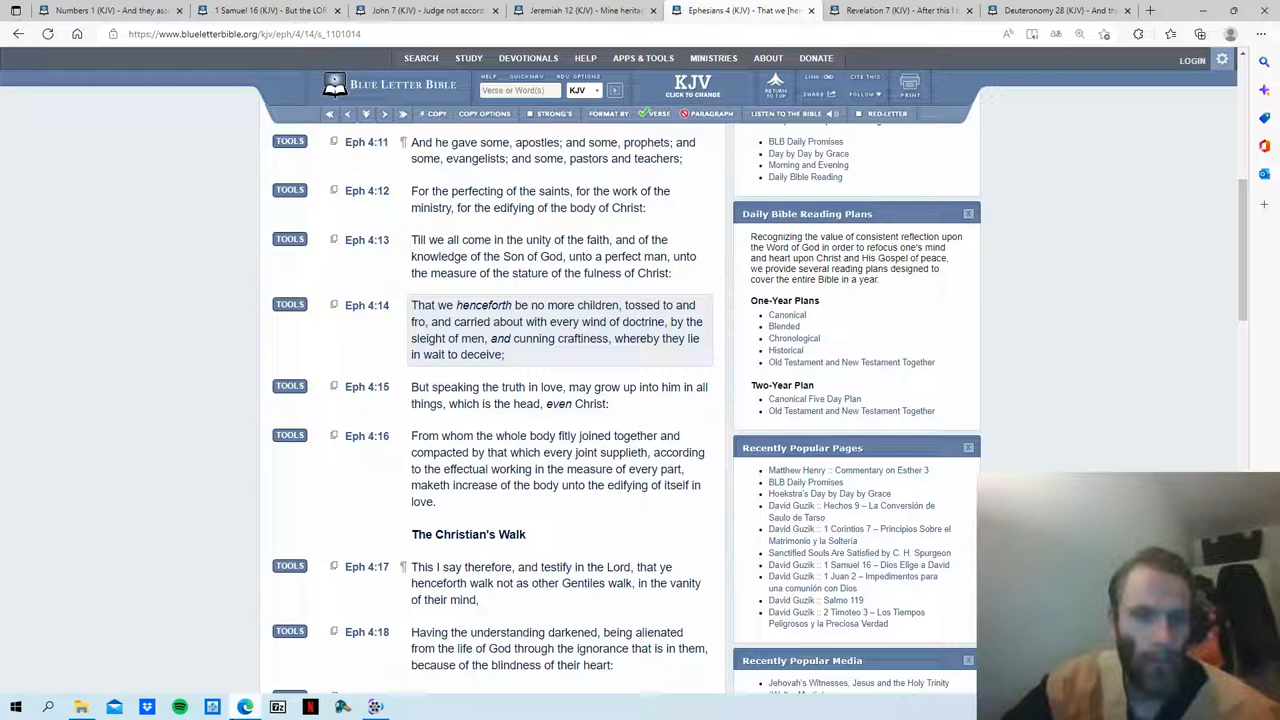 Numbers 1 (KJV) - And they ass
1 Samuel 16 (KJV) - But the LOR
John 7 (KJV) - Judge not accord
Jeremiah 12 (KJV) - Mine heritag
Ephesians 4 (KJV) - That we [hen
Revelation 7 (KJV) - After this I l
Deuteronomy 28 (KJV) - And th
https://www.blueletterbible.org/kjv/eph/4/14/s_1101014
SEARCH STUDY DEVOTIONALS HELP APPS & TOOLS MINISTRIES ABOUT DONATE
LOGIN
BLUE LETTER BIBLE
HELP QUICKNAV ADV. OPTIONS
Verse or Word(s) KJV
KJV
CLICK TO CHANGE
RETURN
TO TOP
LINK
SHARE
CITE THIS
FOLLOW
PRINT
COPY COPY OPTIONS STRONG'S FORMAT BY: VERSE PARAGRAPH LISTEN TO THE BIBLE RED-LETTER
TOOLS Eph 4:11 ¶ And he gave some, apostles; and some, prophets; and
some, evangelists; and some, pastors and teachers;
TOOLS Eph 4:12 For the perfecting of the saints, for the work of the
ministry, for the edifying of the body of Christ:
TOOLS Eph 4:13 Till we all come in the unity of the faith, and of the
knowledge of the Son of God, unto a perfect man, unto
the measure of the stature of the fulness of Christ:
TOOLS Eph 4:14 That we henceforth be no more children, tossed to and
fro, and carried about with every wind of doctrine, by the
sleight of men, and cunning craftiness, whereby they lie
in wait to deceive;
TOOLS Eph 4:15 But speaking the truth in love, may grow up into him in all
things, which is the head, even Christ:
TOOLS Eph 4:16 From whom the whole body fitly joined together and
compacted by that which every joint supplieth, according
to the effectual working in the measure of every part,
maketh increase of the body unto the edifying of itself in
love.
The Christian's Walk
TOOLS Eph 4:17 ¶ This I say therefore, and testify in the Lord, that ye
henceforth walk not as other Gentiles walk, in the vanity
of their mind,
TOOLS Eph 4:18 Having the understanding darkened, being alienated
from the life of God through the ignorance that is in them,
because of the blindness of their heart:
BLB Daily Promises
Day by Day by Grace
Morning and Evening
Daily Bible Reading
Daily Bible Reading Plans
Recognizing the value of consistent reflection upon
the Word of God in order to refocus one's mind
and heart upon Christ and His Gospel of peace,
we provide several reading plans designed to
cover the entire Bible in a year.
One-Year Plans
Canonical
Blended
Chronological
Historical
Old Testament and New Testament Together
Two-Year Plan
Canonical Five Day Plan
Old Testament and New Testament Together
Recently Popular Pages
Matthew Henry :: Commentary on Esther 3
BLB Daily Promises
Hoekstra's Day by Day by Grace
David Guzik :: Hechos 9 – La Conversión de
Saulo de Tarso
David Guzik :: 1 Corintios 7 – Principios Sobre el
Matrimonio y la Soltería
Sanctified Souls Are Satisfied by C. H. Spurgeon
David Guzik :: 1 Samuel 16 – Dios Elige a David
David Guzik :: 1 Juan 2 – Impedimentos para
una comunión con Dios
David Guzik :: Salmo 119
David Guzik :: 2 Timoteo 3 – Los Tiempos
Peligrosos y la Preciosa Verdad
Recently Popular Media
Jehovah's Witnesses, Jesus and the Holy Trinity